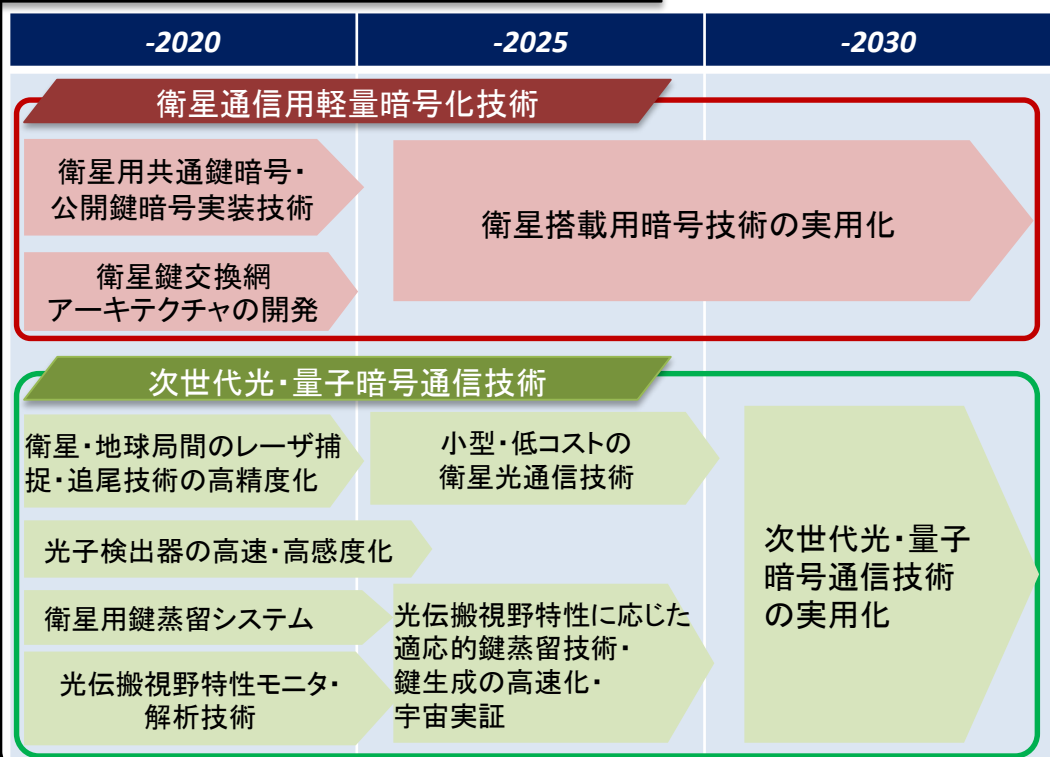 -2020
-2025
-2030
衛星通信用軽量暗号化技術
衛星用共通鍵暗号・
公開鍵暗号実装技術
衛星鍵交換網
アーキテクチャの開発
衛星搭載用暗号技術の実用化
次世代光・量子暗号通信技術
衛星・地球局間のレーザ捕
捉・追尾技術の高精度化
小型・低コストの
衛星光通信技術
光子検出器の高速・高感度化
衛星用鍵蒸留システム
光伝搬視野特性モニタ・
解析技術
光伝搬視野特性に応じた
適応的鍵蒸留技術・
鍵生成の高速化・
宇宙実証
次世代光・量子
暗号通信技術
の実用化